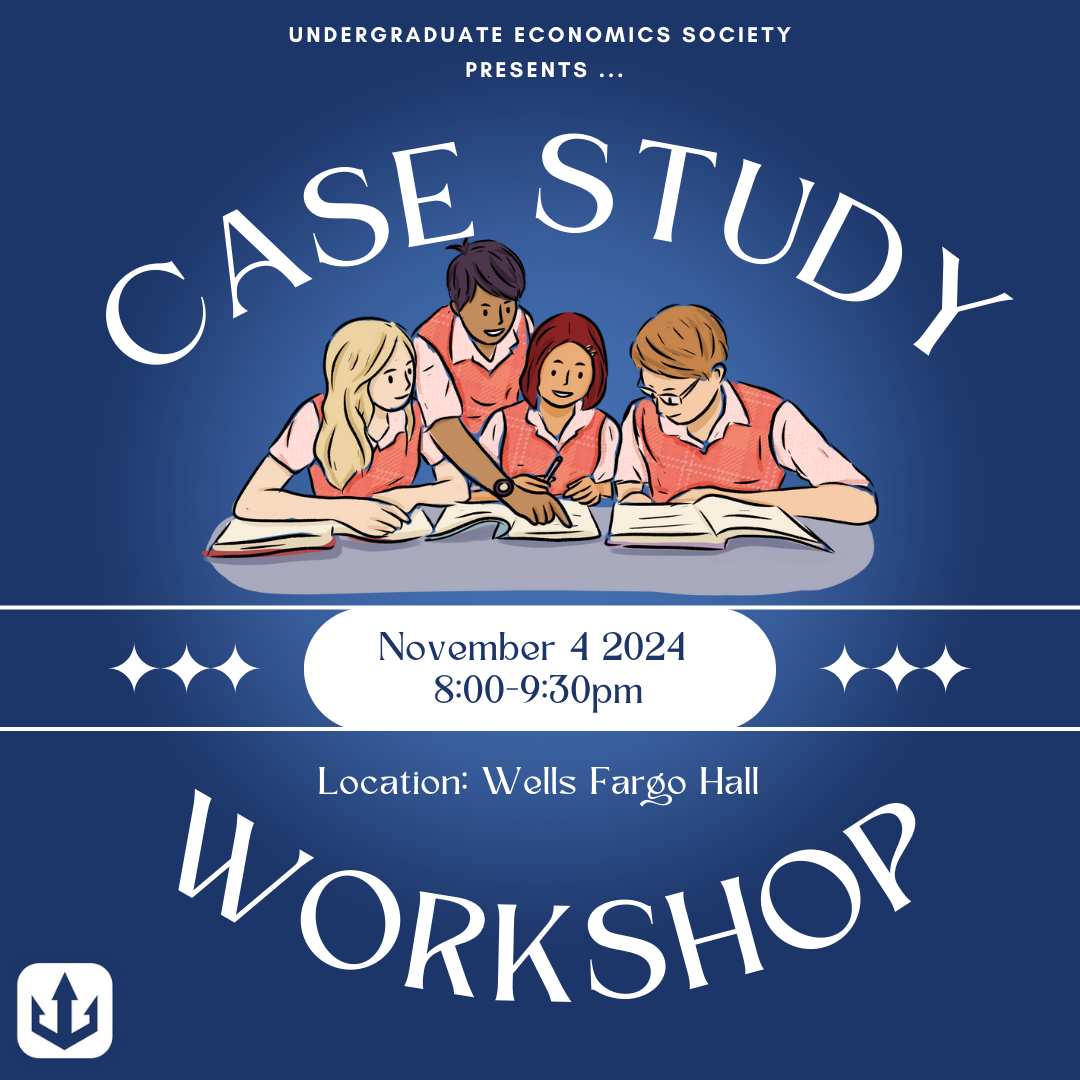 UNDERGRADUATE ECONOMICS SOCIETY
PRESENTS ...
CASE STUDY
November 4 2024
8:00-9:30pm
Location: Wells Fargo Hall
WORKSHOP